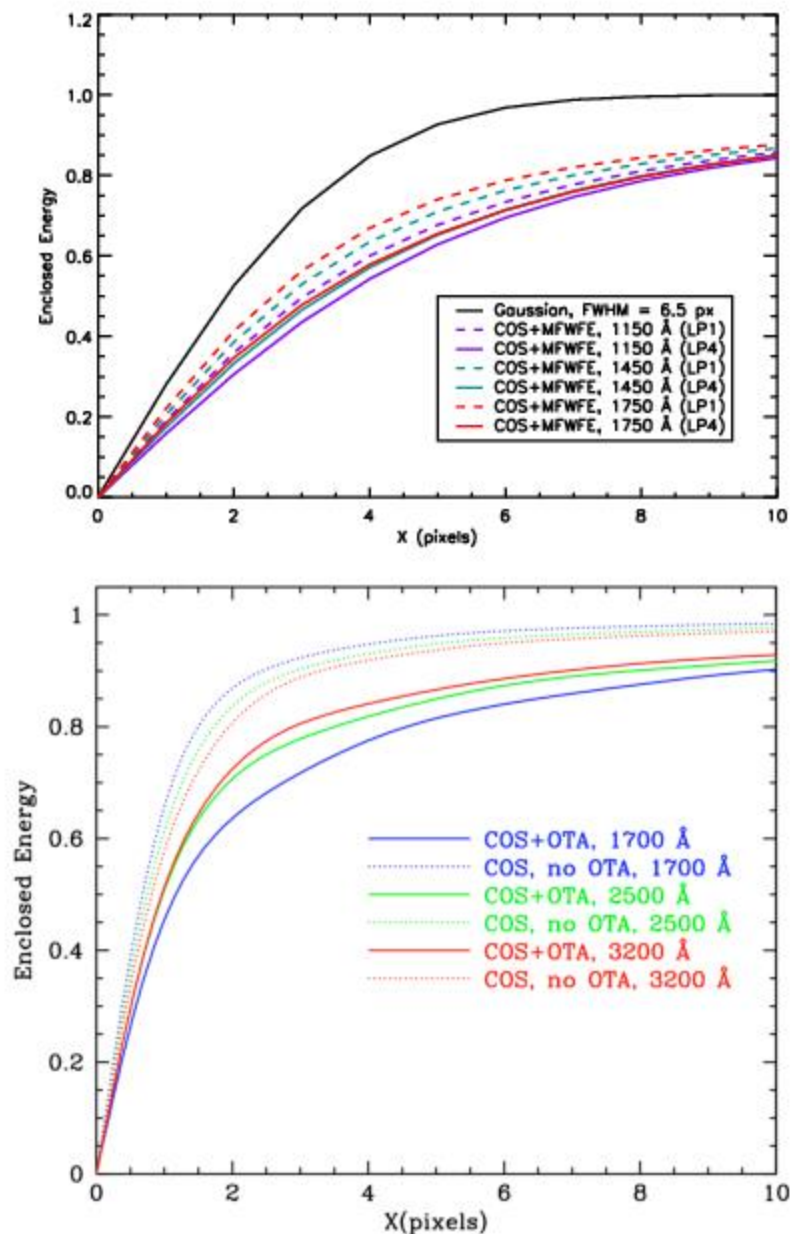 1.2
1.0
0.8
0.6
0.4
0.2
0.0
Enclosed Energy
Gaussion, FWHM = 6.5 px
COS+MFWFE, 1150 Å (LP1)
COS+MFWFE, 1150 Å (LP4)
COS+MFWFE, 1450 Å (LP1)
COS+MFWFE, 1450 Å (LP4)
COS+MFWFE, 1750 Å (LP1)
COS+MFWFE, 1750 Å (LP4)
0 2 4 6 8 10
X (pixels)
1
0.8
0.6
0.4
0.2
0
Enclosed Energy
COS+OTA, 1700 Å
COS, no OTA, 1700 Å
COS+OTA, 2500 Å
COS, no OTA, 2500 Å
COS+OTA, 3200 Å
COS, no OTA, 3200 Å
0 2 4 6 8 10
X(pixels)